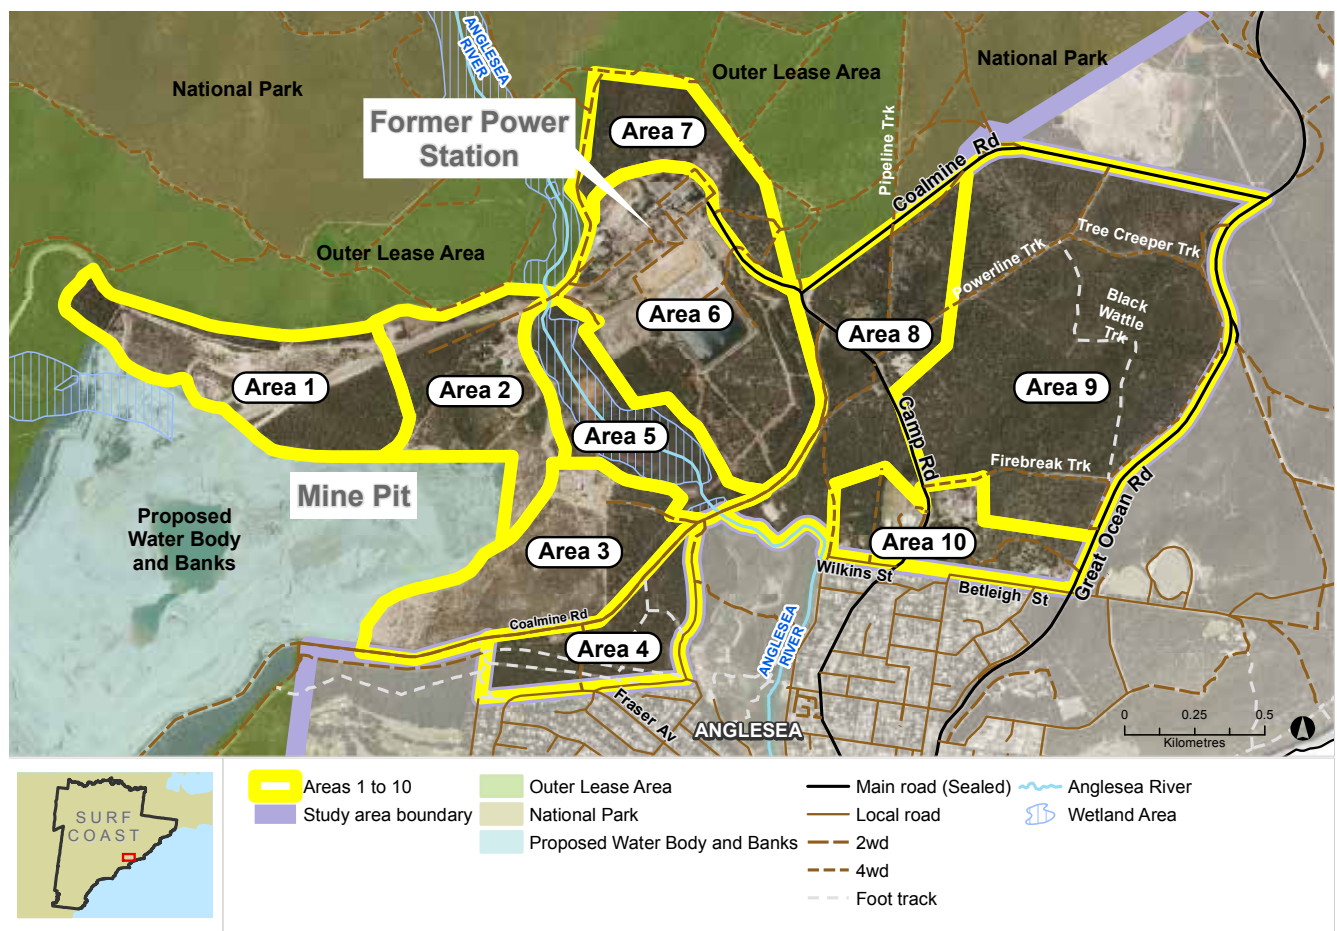 ANGLESEA
RIVER
National Park
Outer Lease Area
National Park
Former Power
Station
Area 7
Pipeline Trk
Coalmine Rd
Outer Lease Area
Tree Creeper Trk
Powerline Trk
Black
Wattle
Trk
Area 6
Area 8
Area 1
Area 2
Area 9
Area 5
Camp Rd
Firebreak Trk
Mine Pit
Great Ocean Rd
Proposed
Water Body
and Banks
Area 3
Area 10
Wilkins St
Betleigh St
Coalmine Rd
Area 4
ANGLESEA
RIVER
Fraser Av
ANGLESEA
0 0.25 0.5
Kilometres
SURF
COAST
Areas 1 to 10
Study area boundary
Outer Lease Area
National Park
Proposed Water Body and Banks
Main road (Sealed)
Local road
2wd
4wd
Foot track
Anglesea River
Wetland Area